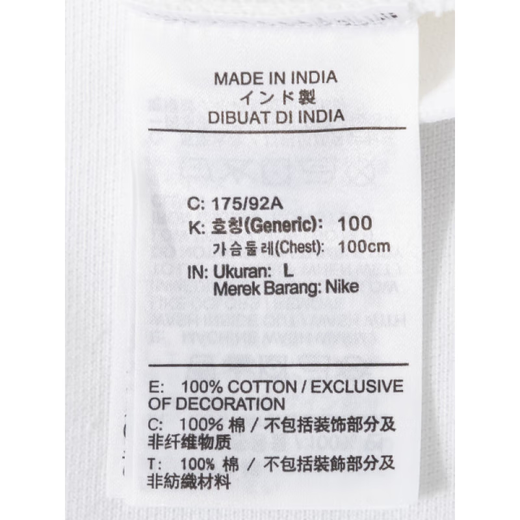 MADE IN INDIA
インド製
DIBUAT DI INDIA
C: 175/92A
K: 호칭(Generic): 100
가슴둘레(Chest): 100cm
IN: Ukuran: L
Merek Barang: Nike
E: 100% COTTON / EXCLUSIVE
OF DECORATION
C: 100% 棉 / 不包括装饰部分及
非纤维物质
T: 100% 棉 / 不包括裝飾部分及
非紡織材料